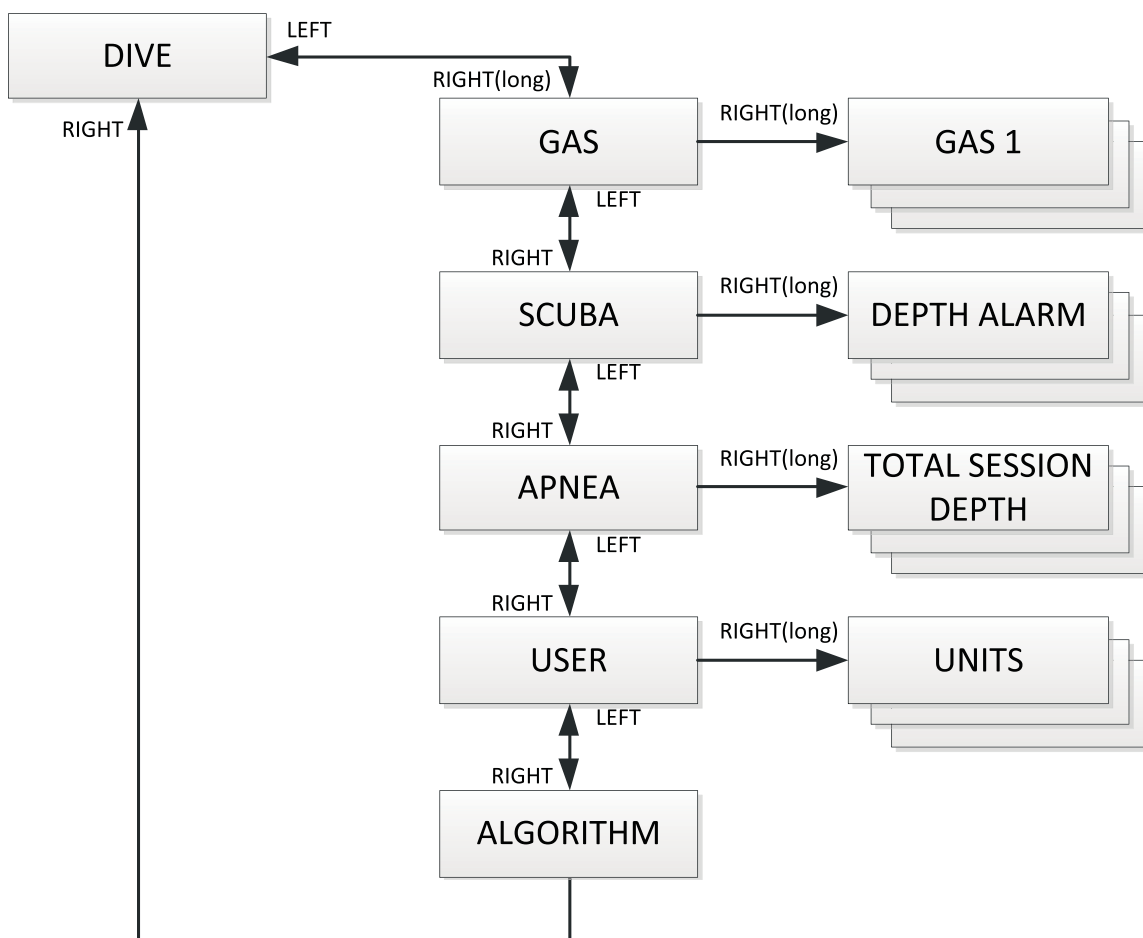 DIVE
LEFT
RIGHT(long)
RIGHT
GAS
RIGHT(long)
GAS 1
LEFT
RIGHT
SCUBA
RIGHT(long)
DEPTH ALARM
LEFT
RIGHT
APNEA
RIGHT(long)
TOTAL SESSION
DEPTH
LEFT
RIGHT
USER
RIGHT(long)
UNITS
LEFT
RIGHT
ALGORITHM